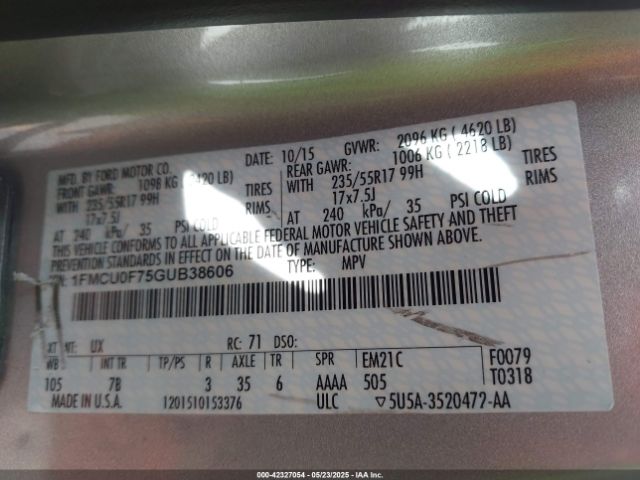 MFD. BY FORD MOTOR CO.
DATE: 10/15 GVWR: 2096 KG ( 4620 LB)
FRONT GAWR: 1098 KG ( 2420 LB)
REAR GAWR: 1006 KG ( 2218 LB)
WITH 235/55R17 99H TIRES
WITH 235/55R17 99H TIRES
17x7.5J RIMS
17x7.5J RIMS
AT 240 kPa/ 35 PSI COLD
AT 240 kPa/ 35 PSI COLD
THIS VEHICLE CONFORMS TO ALL APPLICABLE FEDERAL MOTOR VEHICLE SAFETY AND THEFT
PREVENTION STANDARDS IN EFFECT ON THE DATE OF MANUFACTURE SHOWN ABOVE.
1FMCU0F75GUB38606 TYPE: MPV
UX RC: 71 DSO:
WB INT TR TP/PS R AXLE TR SPR EM21C F0079
105 7B 3 35 6 AAAA 505 T0318
MADE IN U.S.A. 1201510153376 ULC ▽5U5A-3520472-AA
00-42327054 | 05/23/2025 | IAA Inc.